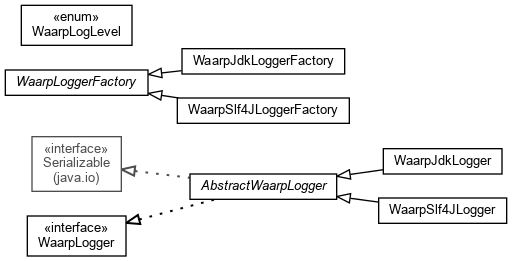 «enum»
WaarpLogLevel
WaarpLoggerFactory
WaarpJdkLoggerFactory
WaarpSlf4JLoggerFactory
«interface»
Serializable
(java.io)
«interface»
WaarpLogger
AbstractWaarpLogger
WaarpJdkLogger
WaarpSlf4JLogger